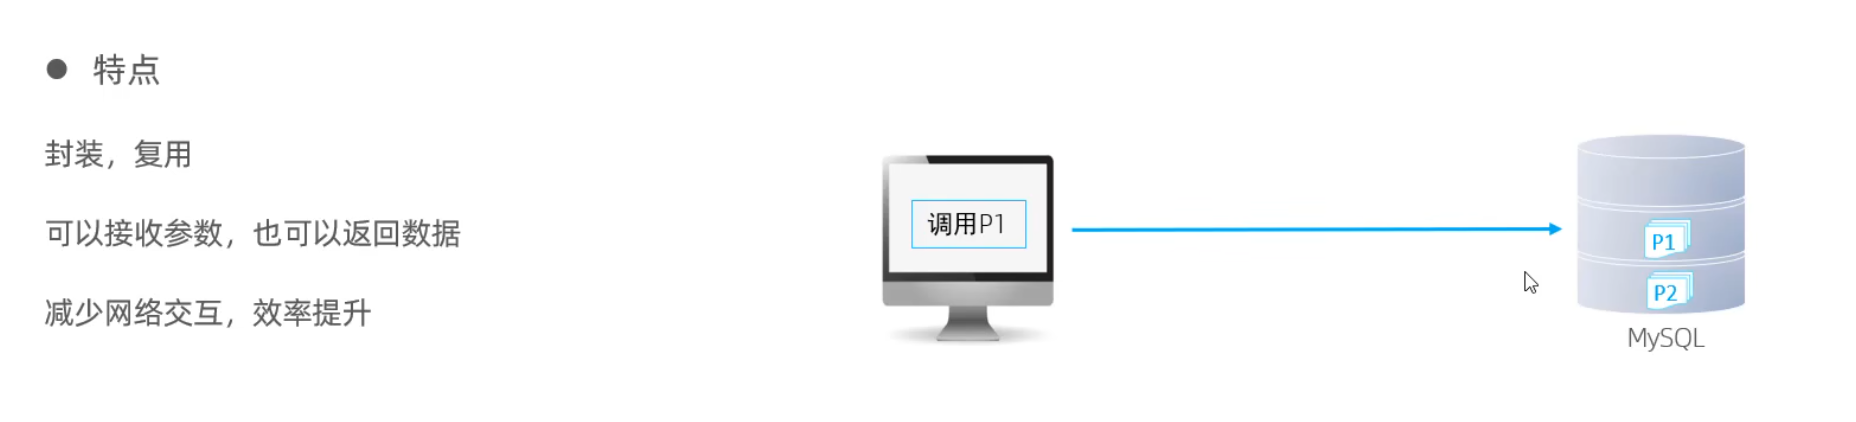 ● 特点
封装，复用
可以接收参数，也可以返回数据
减少网络交互，效率提升
调用P1
P1
P2
MySQL